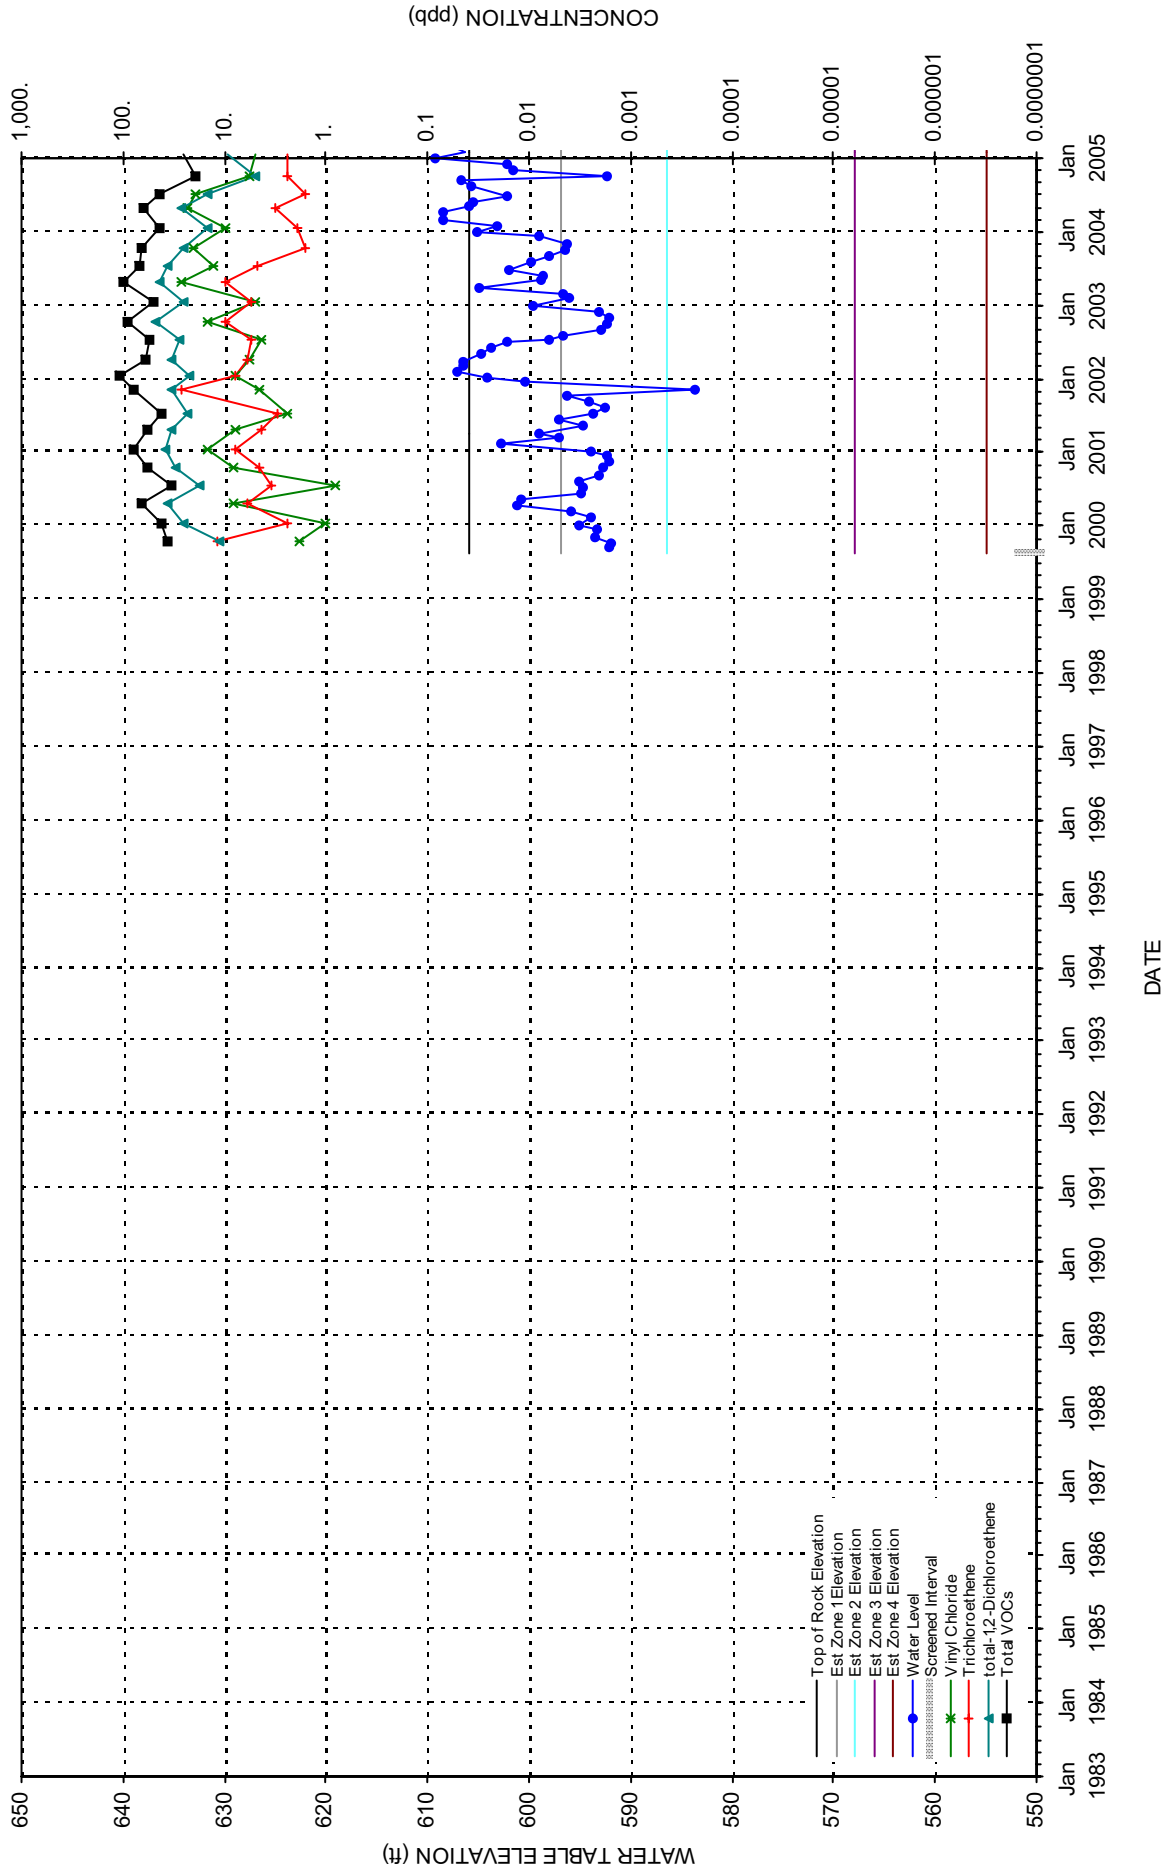 WATER TABLE ELEVATION (ft)
650
640
630
620
610
600
590
580
570
560
550
CONCENTRATION (ppb)
1,000.
100.
10.
1.
0.1
0.01
0.001
0.0001
0.00001
0.000001
0.0000001
Top of Rock Elevation
Est Zone 1 Elevation
Est Zone 2 Elevation
Est Zone 3 Elevation
Est Zone 4 Elevation
Water Level
Screened Interval
Vinyl Chloride
Trichloroethene
total-1,2-Dichloroethene
Total VOCs
Jan 1983
Jan 1984
Jan 1985
Jan 1986
Jan 1987
Jan 1988
Jan 1989
Jan 1990
Jan 1991
Jan 1992
Jan 1993
Jan 1994
Jan 1995
Jan 1996
Jan 1997
Jan 1998
Jan 1999
Jan 2000
Jan 2001
Jan 2002
Jan 2003
Jan 2004
Jan 2005
DATE